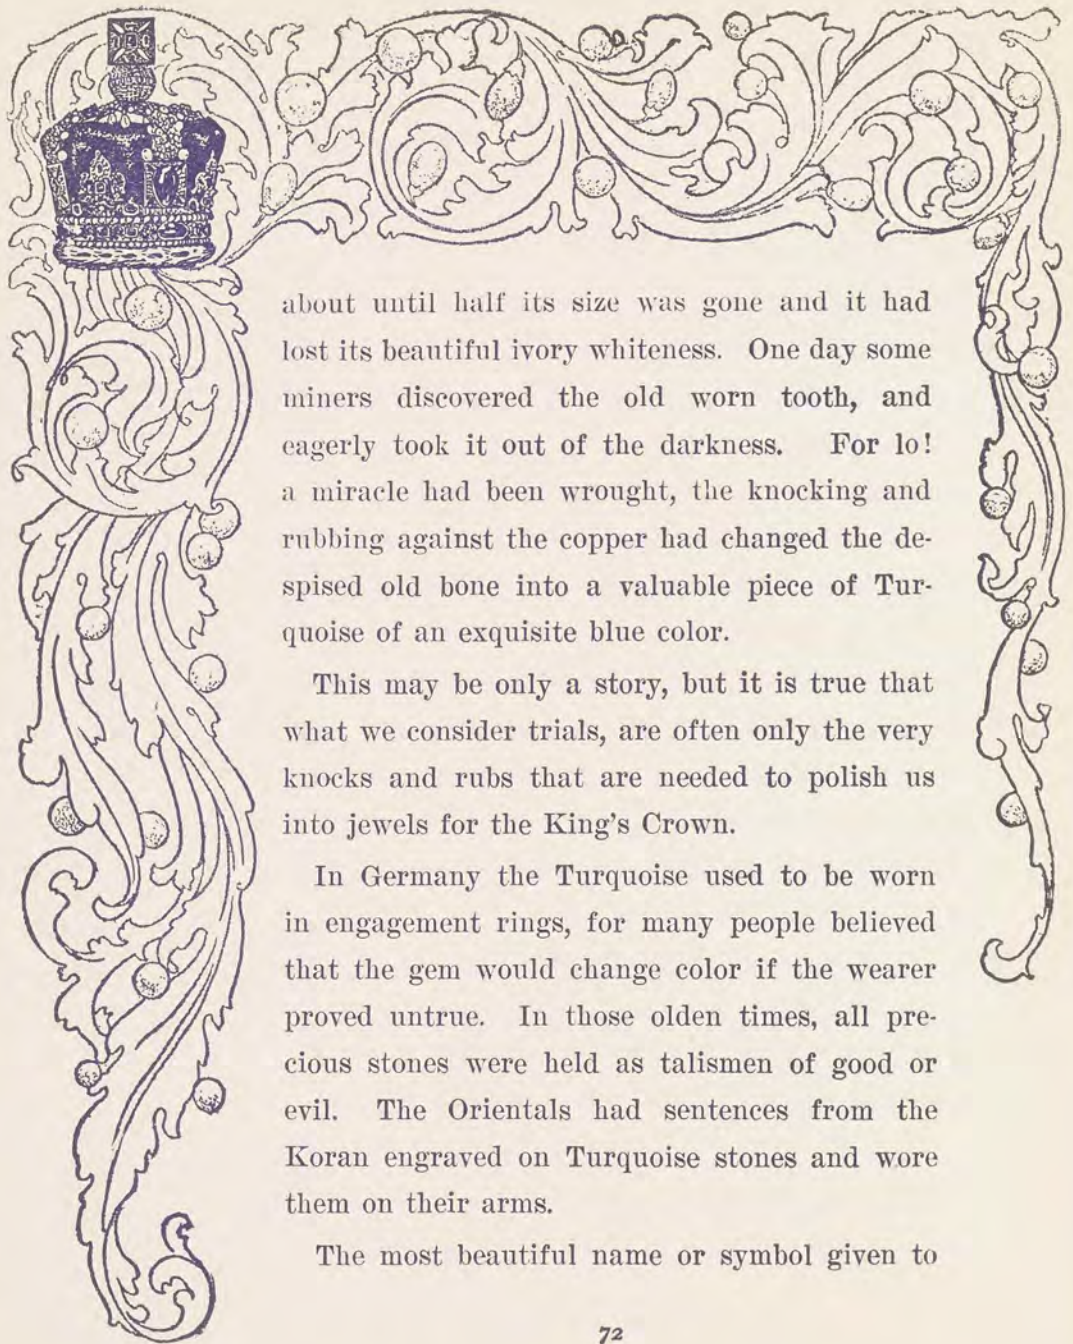 about until half its size was gone and it had
lost its beautiful ivory whiteness. One day some
miners discovered the old worn tooth, and
eagerly took it out of the darkness. For lo!
a miracle had been wrought, the knocking and
rubbing against the copper had changed the de-
spised old bone into a valuable piece of Tur-
quoise of an exquisite blue color.
This may be only a story, but it is true that
what we consider trials, are often only the very
knocks and rubs that are needed to polish us
into jewels for the King's Crown.
In Germany the Turquoise used to be worn
in engagement rings, for many people believed
that the gem would change color if the wearer
proved untrue. In those olden times, all pre-
cious stones were held as talismen of good or
evil. The Orientals had sentences from the
Koran engraved on Turquoise stones and wore
them on their arms.
The most beautiful name or symbol given to
72